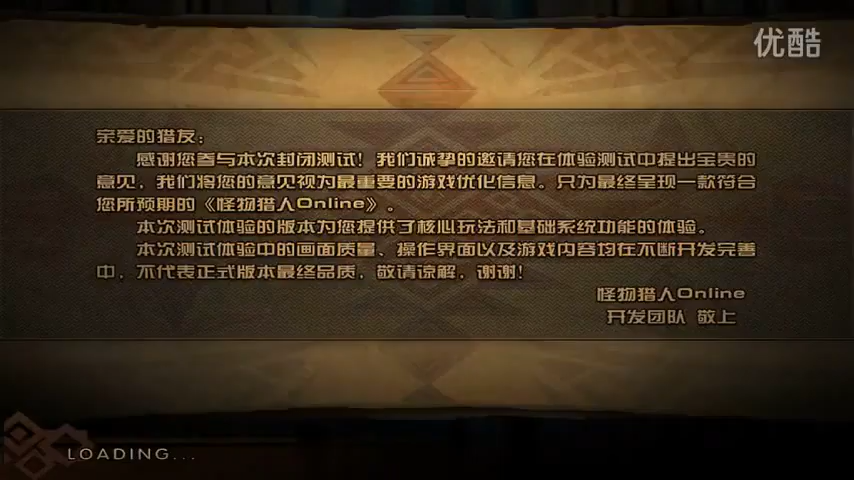 优酷
亲爱的猎友：
感谢您参与本次封闭测试！我们诚挚的邀请您在体验测试中提出宝贵的
意见，我们将您的意见视为最重要的游戏优化信息。只为最终呈现一款符合
您所预期的《怪物猎人Online》。
本次测试体验的版本为您提供了核心玩法和基础系统功能的体验。
本次测试体验中的画面质量、操作界面以及游戏内容均在不断开发完善
中，不代表正式版本最终品质，敬请谅解，谢谢！
怪物猎人Online
开发团队 敬上
LOADING...